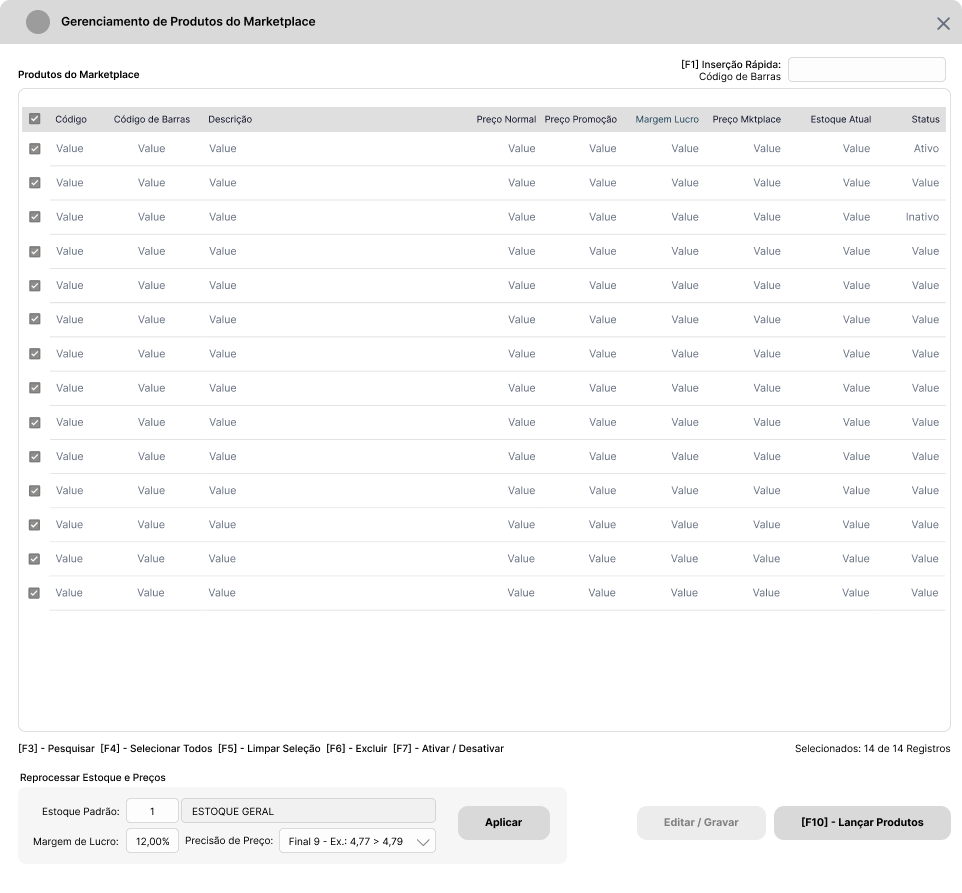 Gerenciamento de Produtos do Marketplace
[F1] Inserção Rápida:
Código de Barras
Produtos do Marketplace
Código Código de Barras Descrição Preço Normal Preço Promoção Margem Lucro Preço Mktplace Estoque Atual Status
Value Value Value Value Value Value Value Value Ativo
Value Value Value Value Value Value Value Value Value
Value Value Value Value Value Value Value Value Inativo
Value Value Value Value Value Value Value Value Value
Value Value Value Value Value Value Value Value Value
Value Value Value Value Value Value Value Value Value
Value Value Value Value Value Value Value Value Value
Value Value Value Value Value Value Value Value Value
Value Value Value Value Value Value Value Value Value
Value Value Value Value Value Value Value Value Value
Value Value Value Value Value Value Value Value Value
Value Value Value Value Value Value Value Value Value
Value Value Value Value Value Value Value Value Value
Value Value Value Value Value Value Value Value Value
[F3] - Pesquisar [F4] - Selecionar Todos [F5] - Limpar Seleção [F6] - Excluir [F7] - Ativar / Desativar Selecionados: 14 de 14 Registros
Reprocessar Estoque e Preços
Estoque Padrão: 1 ESTOQUE GERAL
Margem de Lucro: 12,00% Precisão de Preço: Final 9 - Ex.: 4,77 > 4,79
Aplicar
Editar / Gravar
[F10] - Lançar Produtos